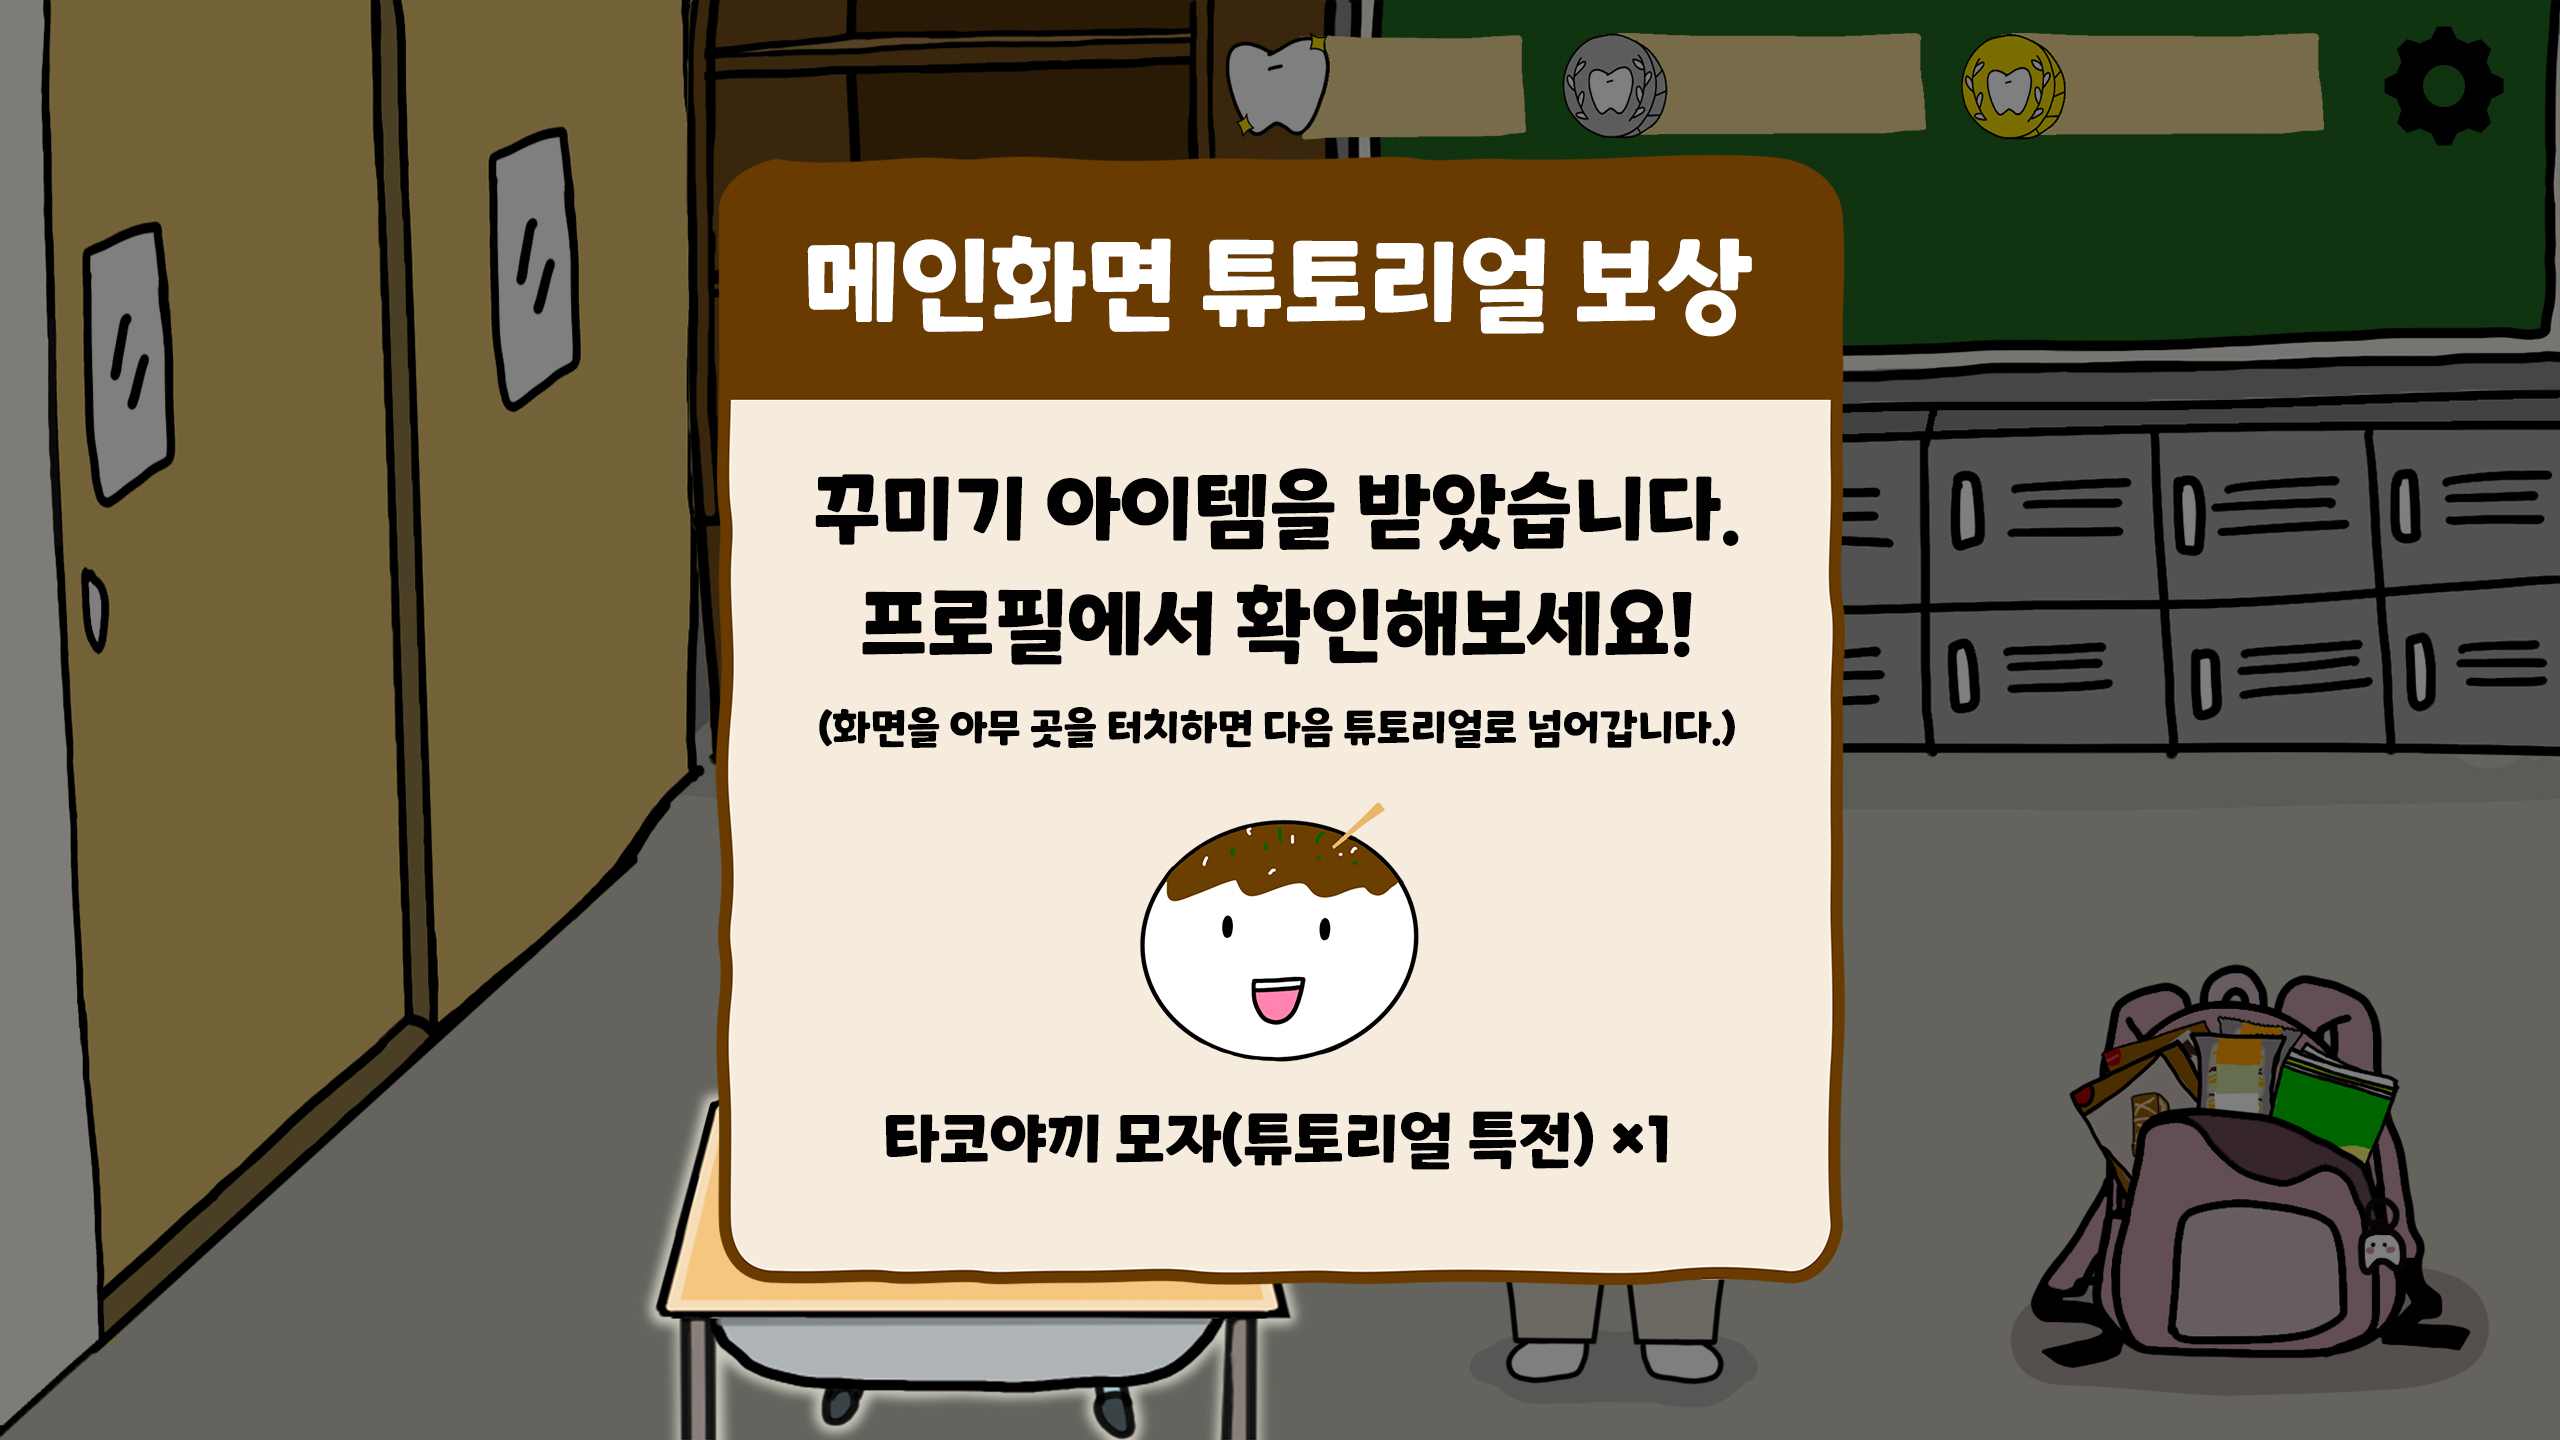 메인화면 튜토리얼 보상
꾸미기 아이템을 받았습니다.
프로필에서 확인해보세요!
(화면을 아무 곳을 터치하면 다음 튜토리얼로 넘어갑니다.)
타코야끼 모자(튜토리얼 특전) ×1